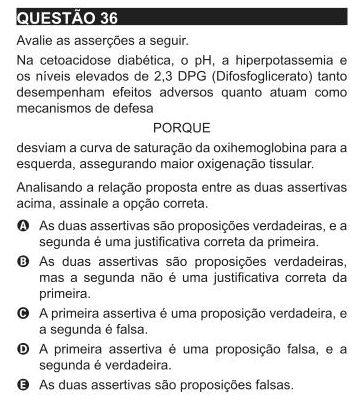 QUESTÃO 36
Avalie as asserções a seguir.
Na cetoacidose diabética, o pH, a hiperpotassemia e
os níveis elevados de 2,3 DPG (Difosfoglicerato) tanto
desempenham efeitos adversos quanto atuam como
mecanismos de defesa
PORQUE
desviam a curva de saturação da oxihemoglobina para a
esquerda, assegurando maior oxigenação tissular.
Analisando a relação proposta entre as duas assertivas
acima, assinale a opção correta.
A As duas assertivas são proposições verdadeiras, e a
segunda é uma justificativa correta da primeira.
B As duas assertivas são proposições verdadeiras,
mas a segunda não é uma justificativa correta da
primeira.
C A primeira assertiva é uma proposição verdadeira, e
a segunda é falsa.
D A primeira assertiva é uma proposição falsa, e a
segunda é verdadeira.
E As duas assertivas são proposições falsas.